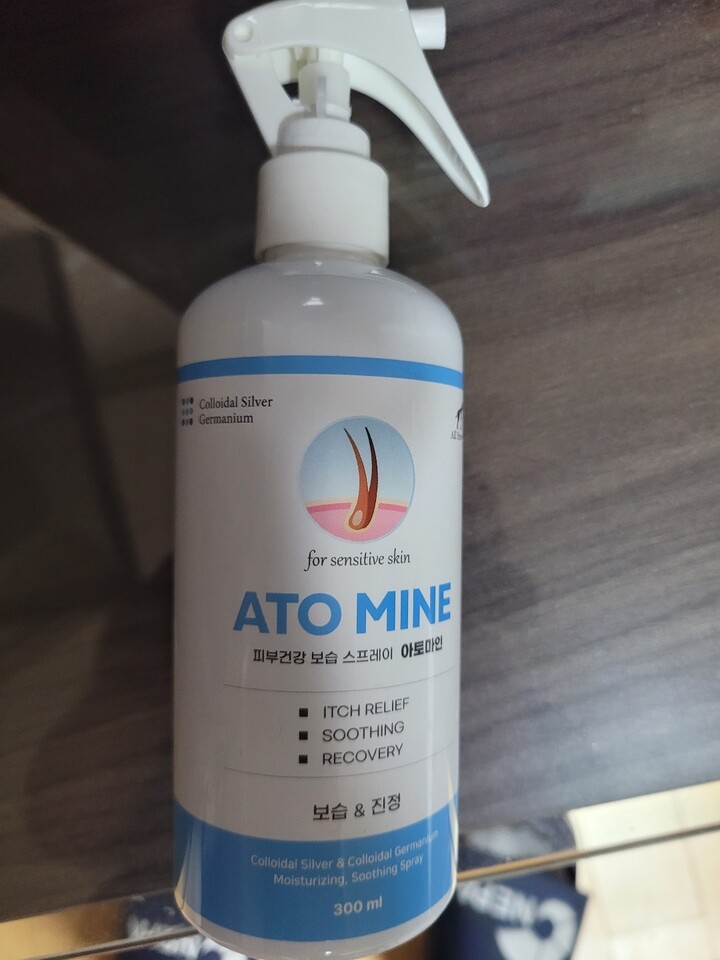 Colloidal Silver
Germanium
All
for sensitive skin
ATO MINE
피부건강 보습 스프레이 아토마인
■ ITCH RELIEF
■ SOOTHING
■ RECOVERY
보습 & 진정
Colloidal Silver & Colloidal Germanium
Moisturizing, Soothing Spray
300 ml
NEPA